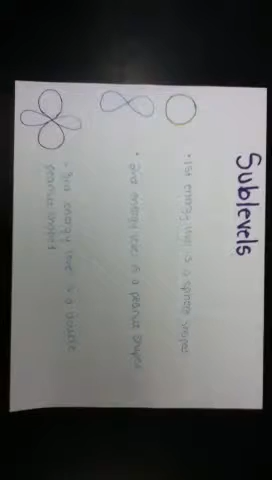 Sublevels
• 1st energy level is a sphere shape
• 2nd energy level is a peanut shape
- 3rd energy level is a double
peanut shape